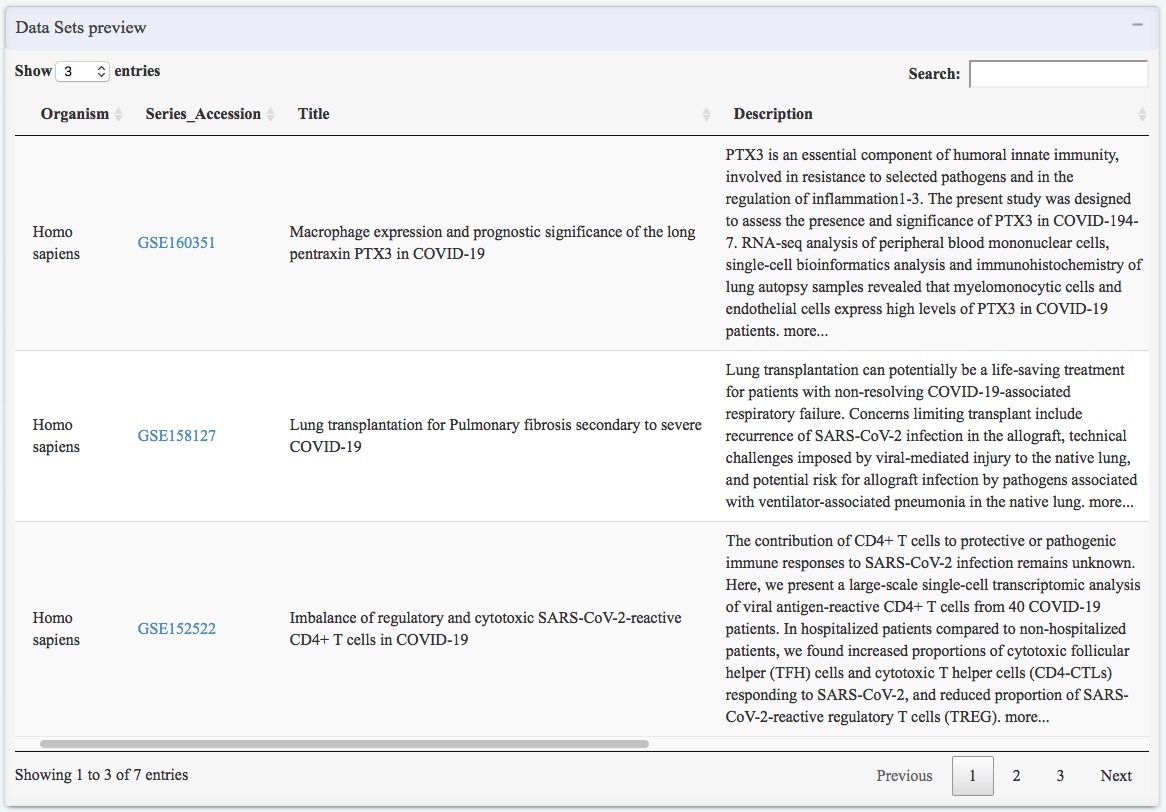 Data Sets preview
Show 3 entries
Search:
Organism Series_Accession Title Description
PTX3 is an essential component of humoral innate immunity,
involved in resistance to selected pathogens and in the
regulation of inflammation1-3. The present study was designed
to assess the presence and significance of PTX3 in COVID-194-
7. RNA-seq analysis of peripheral blood mononuclear cells,
single-cell bioinformatics analysis and immunohistochemistry of
lung autopsy samples revealed that myelomonocytic cells and
endothelial cells express high levels of PTX3 in COVID-19
patients. more...
Homo
sapiens
GSE160351
Macrophage expression and prognostic significance of the long
pentraxin PTX3 in COVID-19
Lung transplantation can potentially be a life-saving treatment
for patients with non-resolving COVID-19-associated
respiratory failure. Concerns limiting transplant include
recurrence of SARS-CoV-2 infection in the allograft, technical
challenges imposed by viral-mediated injury to the native lung,
and potential risk for allograft infection by pathogens associated
with ventilator-associated pneumonia in the native lung. more...
Homo
sapiens
GSE158127
Lung transplantation for Pulmonary fibrosis secondary to severe
COVID-19
The contribution of CD4+ T cells to protective or pathogenic
immune responses to SARS-CoV-2 infection remains unknown.
Here, we present a large-scale single-cell transcriptomic analysis
of viral antigen-reactive CD4+ T cells from 40 COVID-19
patients. In hospitalized patients compared to non-hospitalized
patients, we found increased proportions of cytotoxic follicular
helper (TFH) cells and cytotoxic T helper cells (CD4-CTLs)
responding to SARS-CoV-2, and reduced proportion of SARS-
CoV-2-reactive regulatory T cells (TREG). more...
Homo
sapiens
GSE152522
Imbalance of regulatory and cytotoxic SARS-CoV-2-reactive
CD4+ T cells in COVID-19
Showing 1 to 3 of 7 entries
Previous 1 2 3 Next